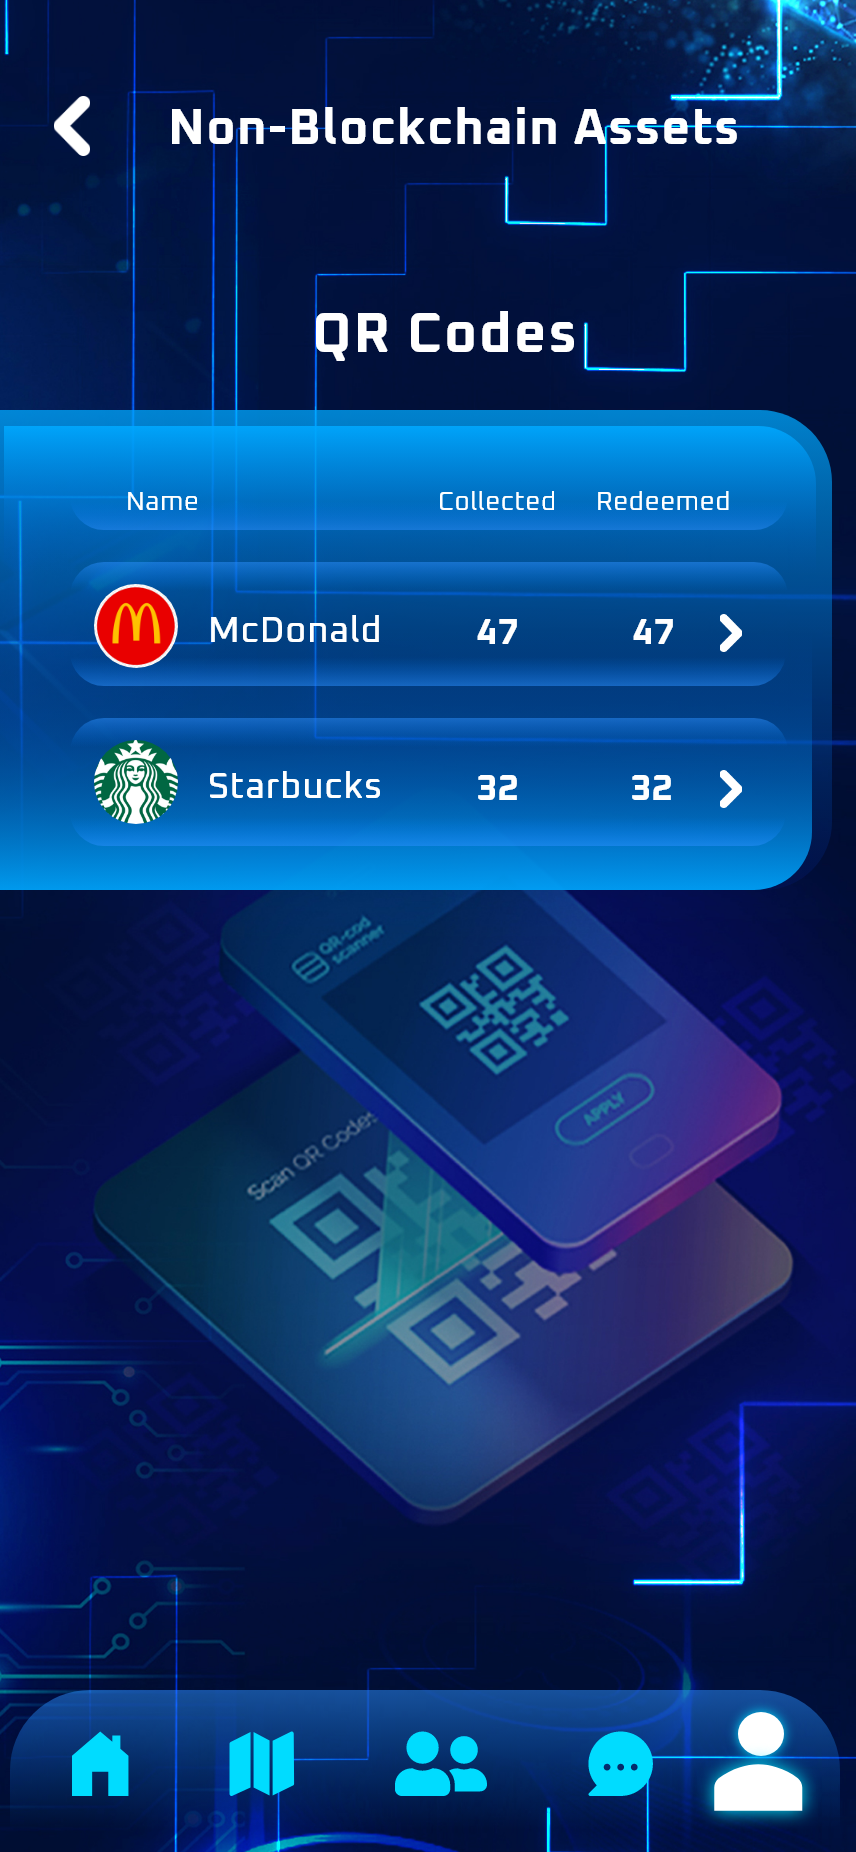 Non-Blockchain Assets
QR Codes
Name Collected Redeemed
McDonald 47 47
Starbucks 32 32
QR-cod
scanner
APPLY
Scan QR Codes